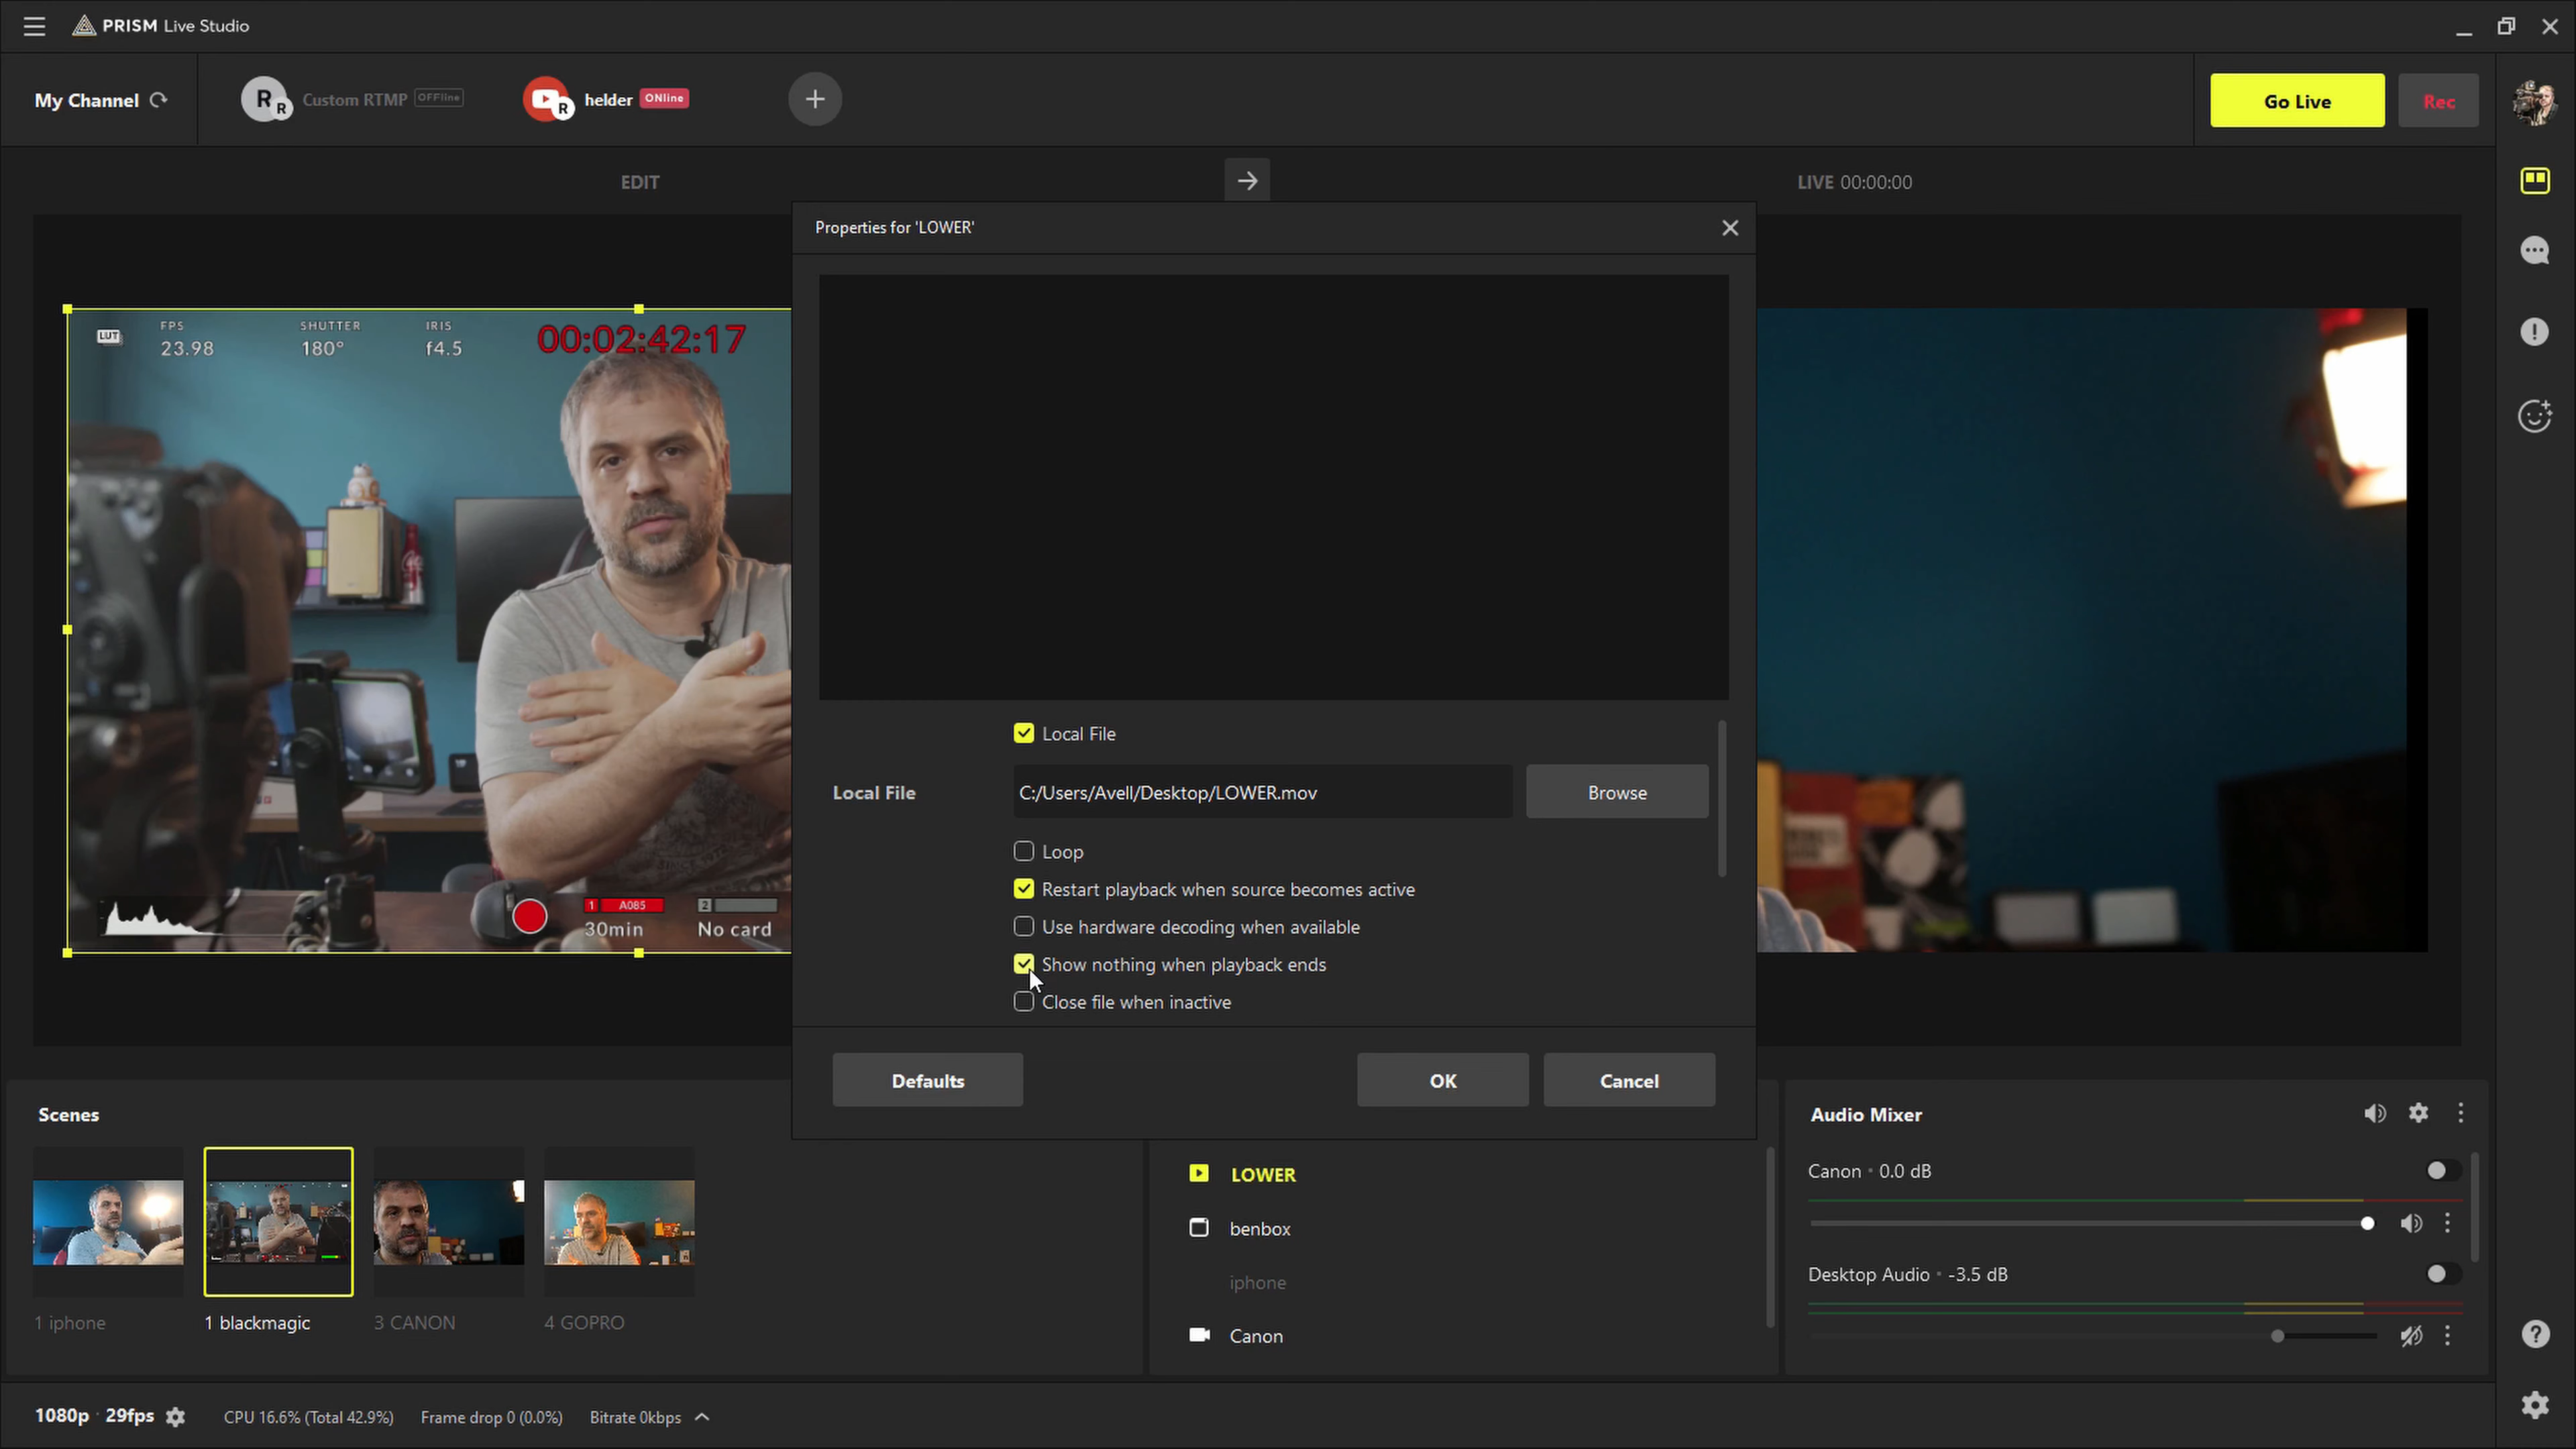 PRISM Live Studio
My Channel
R R Custom RTMP OFFline
R helder ONline
Go Live
Rec
EDIT
LIVE 00:00:00
Properties for 'LOWER'
LUT
FPS
23.98
SHUTTER
180°
IRIS
f4.5
00:02:42:17
1 A085
30min
2
No card
Local File
Local File
C:/Users/Avell/Desktop/LOWER.mov
Browse
Loop
Restart playback when source becomes active
Use hardware decoding when available
Show nothing when playback ends
Close file when inactive
Defaults
OK
Cancel
Scenes
1 iphone
1 blackmagic
3 CANON
4 GOPRO
LOWER
benbox
iphone
Canon
Audio Mixer
Canon • 0.0 dB
Desktop Audio • -3.5 dB
1080p · 29fps
CPU 16.6% (Total 42.9%)
Frame drop 0 (0.0%)
Bitrate 0kbps